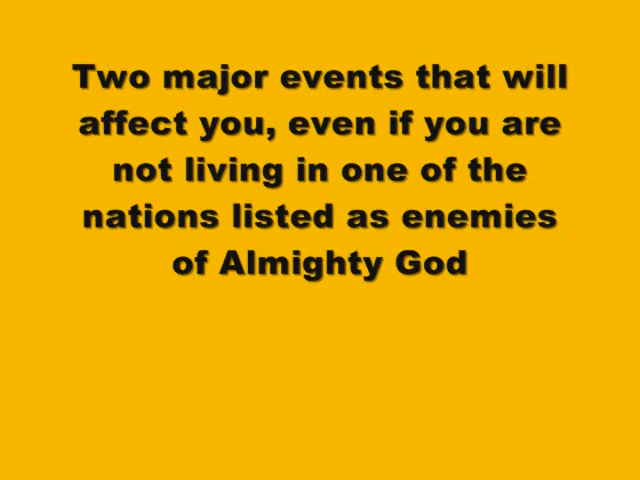 Two major events that will
affect you, even if you are
not living in one of the
nations listed as enemies
of Almighty God